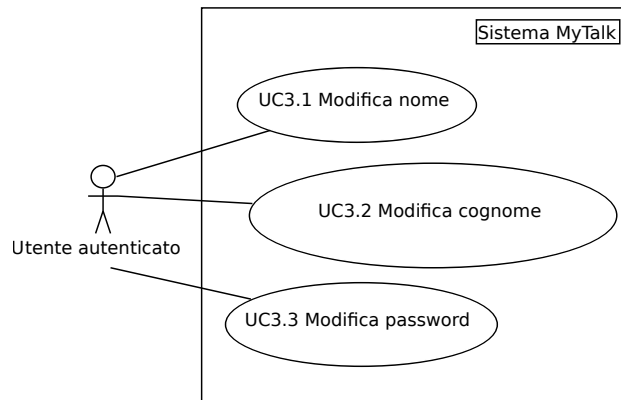 Sistema MyTalk
UC3.1 Modifica nome
UC3.2 Modifica cognome
Utente autenticato
UC3.3 Modifica password